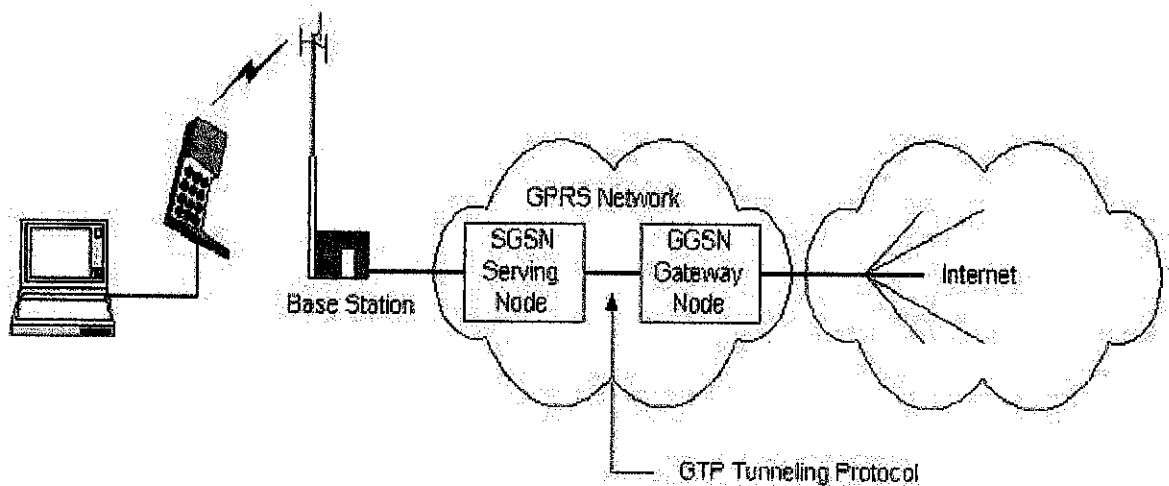 GPRS Network
SGSN
Serving
Node
GGSN
Gateway
Node
Internet
Base Station
GTP Tunneling Protocol